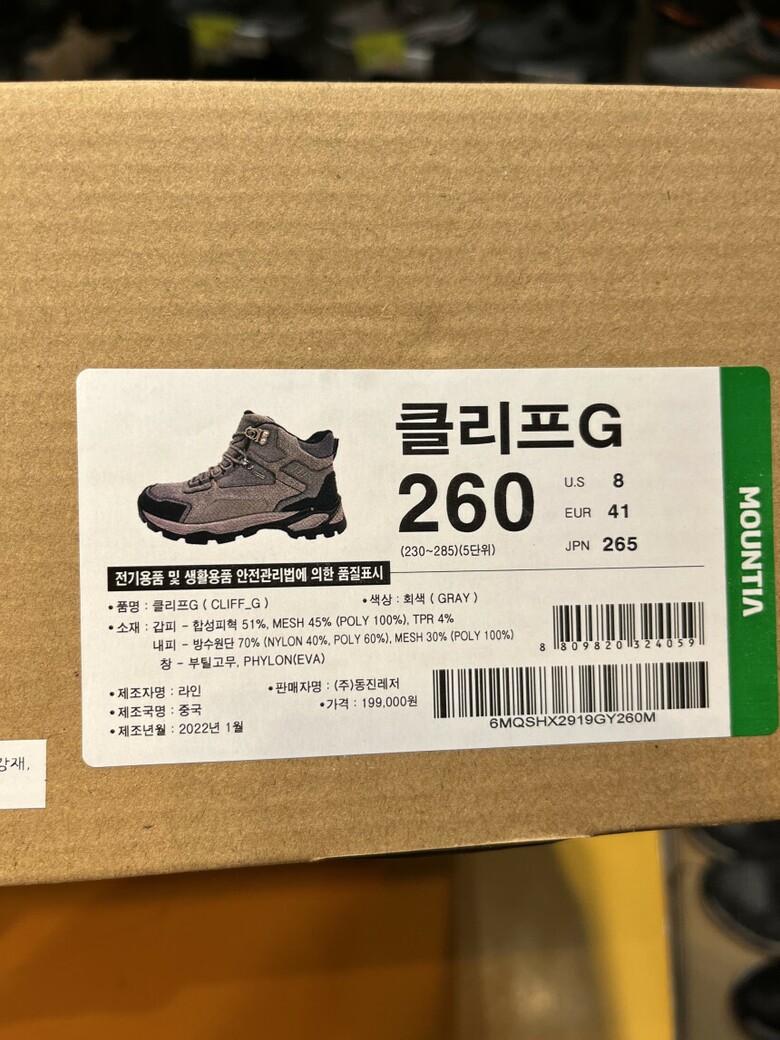 클리프G
260
U.S 8
EUR 41
JPN 265
(230~285)(5단위)
MOUNTIA
전기용품 및 생활용품 안전관리법에 의한 품질표시
• 품명 : 클리프G ( CLIFF_G ) • 색상 : 회색 ( GRAY )
• 소재 : 갑피 - 합성피혁 51%, MESH 45% (POLY 100%), TPR 4%
내피 - 방수원단 70% (NYLON 40%, POLY 60%), MESH 30% (POLY 100%)
창 - 부틸고무, PHYLON(EVA)
• 제조자명 : 라인 • 판매자명 : (주)동진레저
• 제조국명 : 중국 • 가격 : 199,000원
• 제조년월 : 2022년 1월
8 809820 324059
6MQSHX2919GY260M
강재,